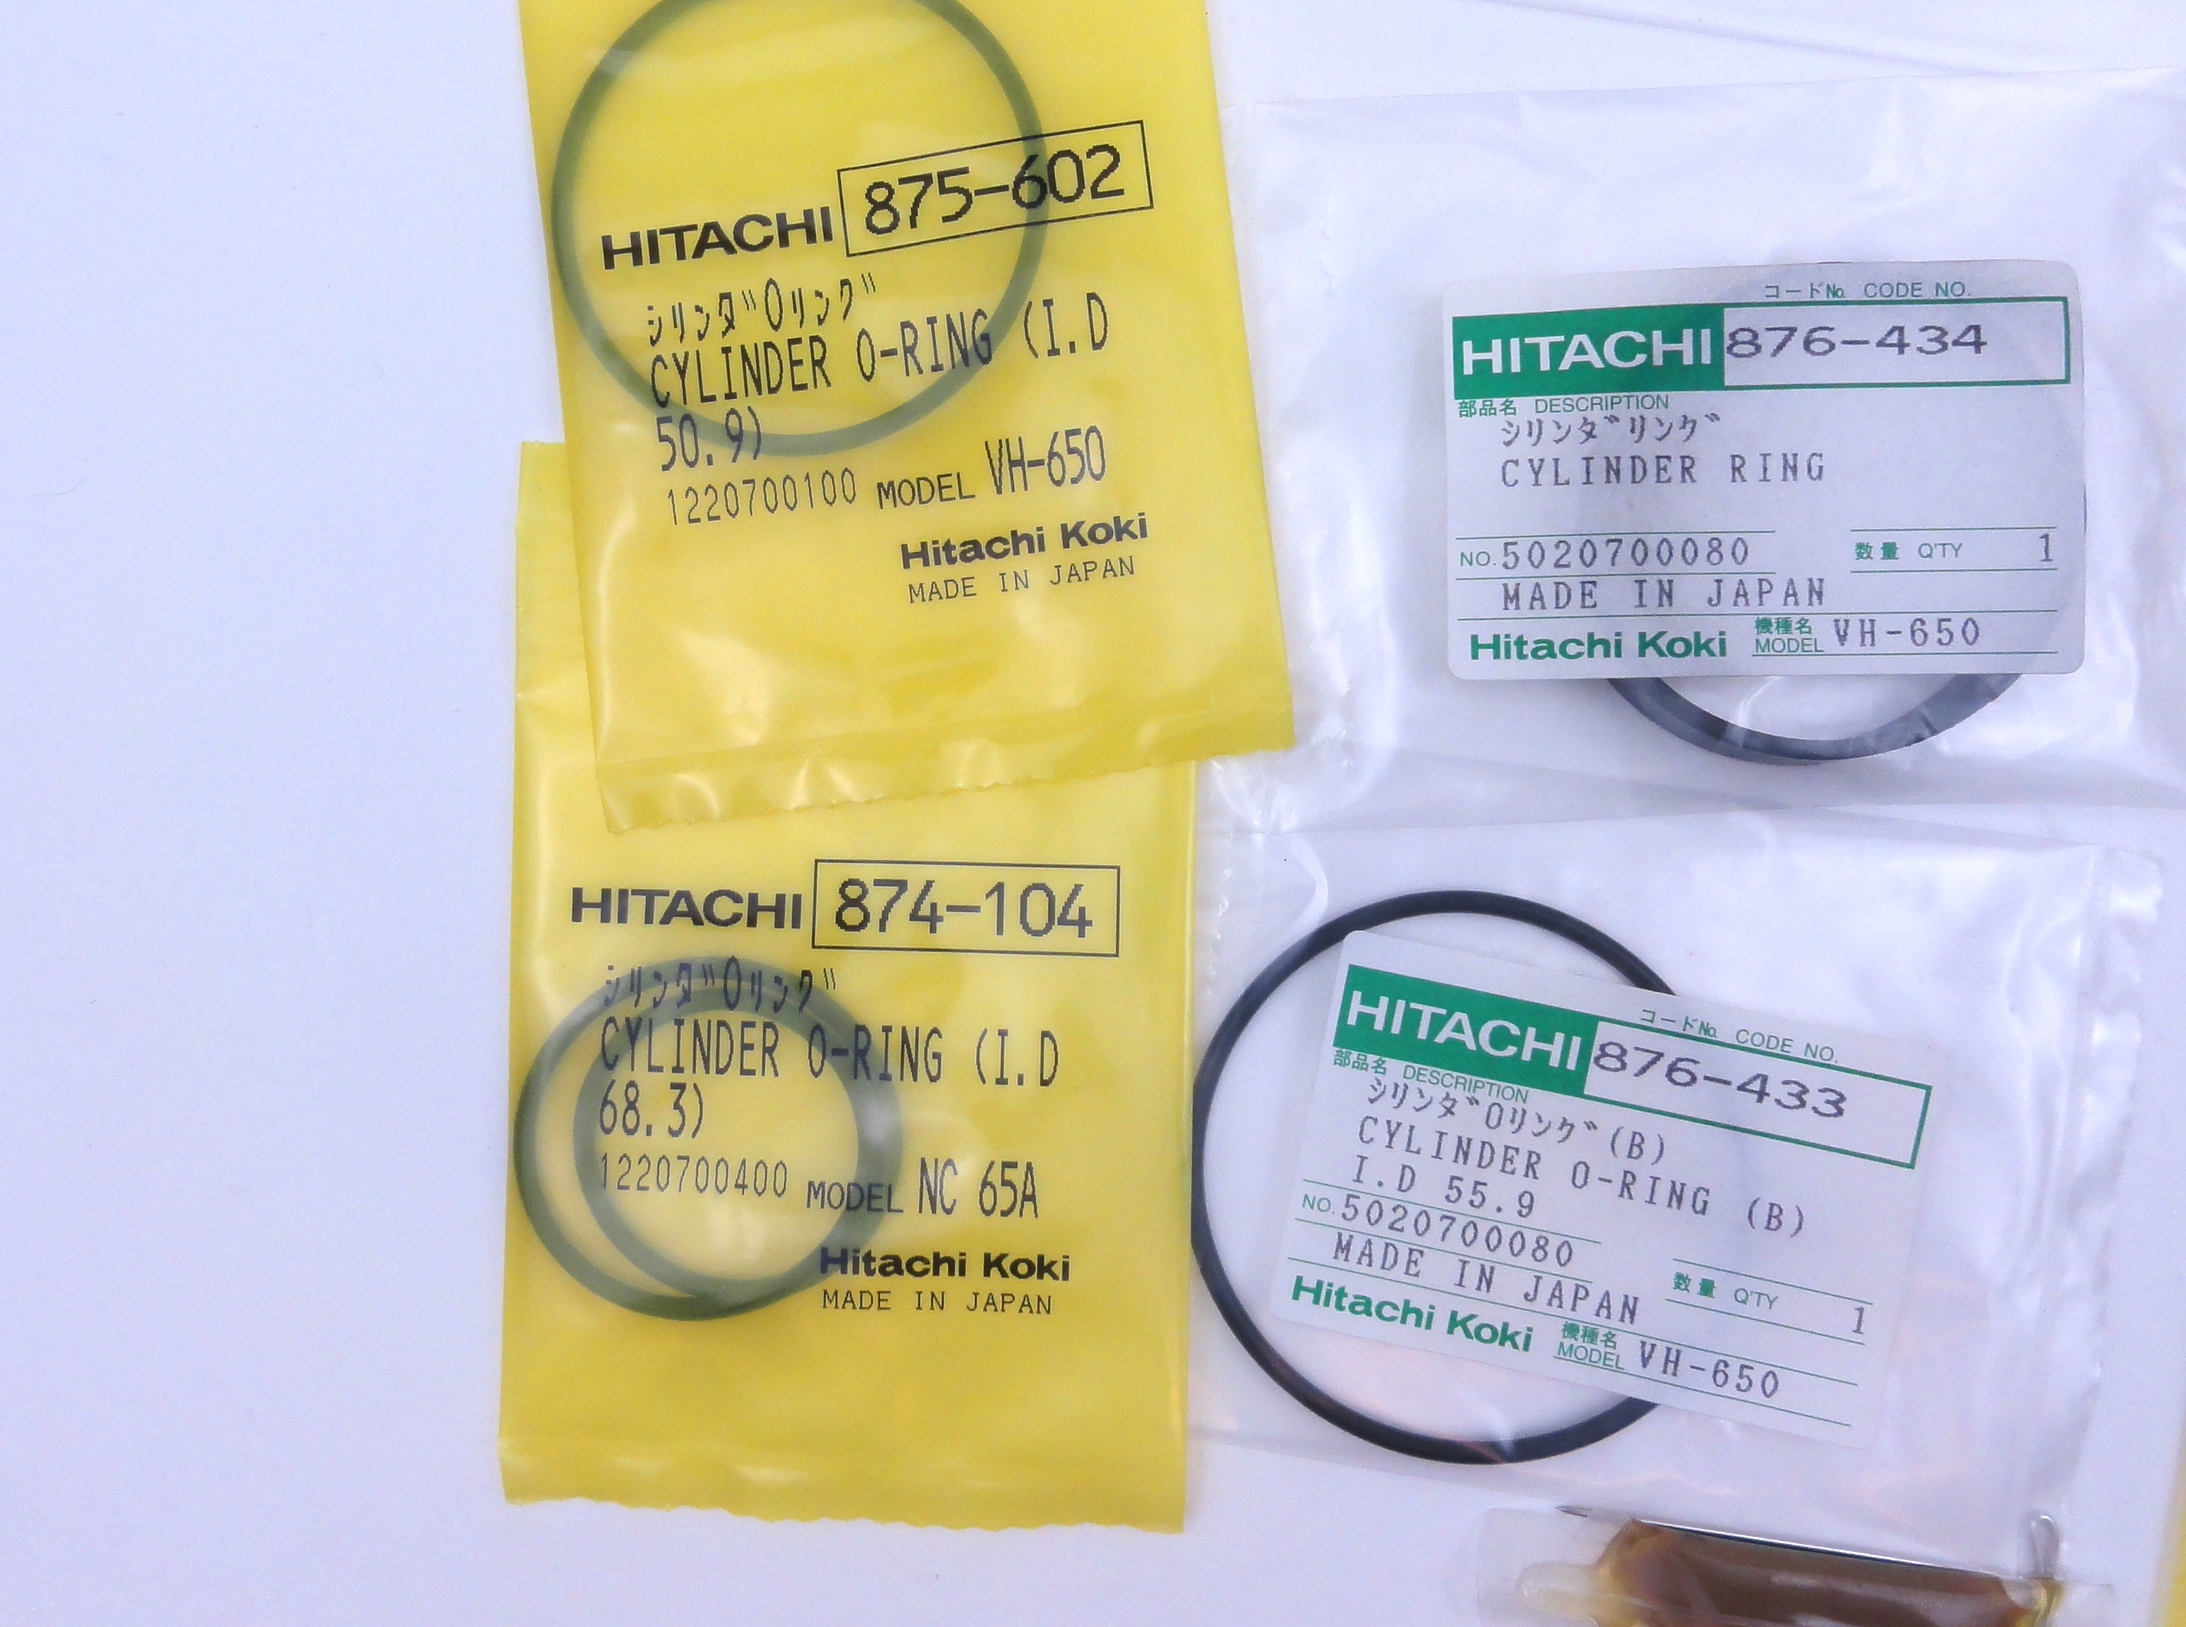 HITACHI 875-602
シリンダ"Oリング"
CYLINDER O-RING (I.D
50.9)
1220700100 MODEL VH-650
Hitachi Koki
MADE IN JAPAN
HITACHI 874-104
シリンダ"Oリング"
CYLINDER O-RING (I.D
68.3)
1220700400 MODEL NC 65A
Hitachi Koki
MADE IN JAPAN
コードNo. CODE NO.
HITACHI 876-434
部品名 DESCRIPTION
シリンダ゛リング゛
CYLINDER RING
NO. 5020700080 数量 Q'TY 1
MADE IN JAPAN
Hitachi Koki 機種名 MODEL VH-650
コードNo. CODE NO.
HITACHI 876-433
部品名 DESCRIPTION
シリンダ゛Oリング゛(B)
CYLINDER O-RING (B)
I.D 55.9
NO. 5020700080 数量 Q'TY 1
MADE IN JAPAN
Hitachi Koki 機種名 MODEL VH-650